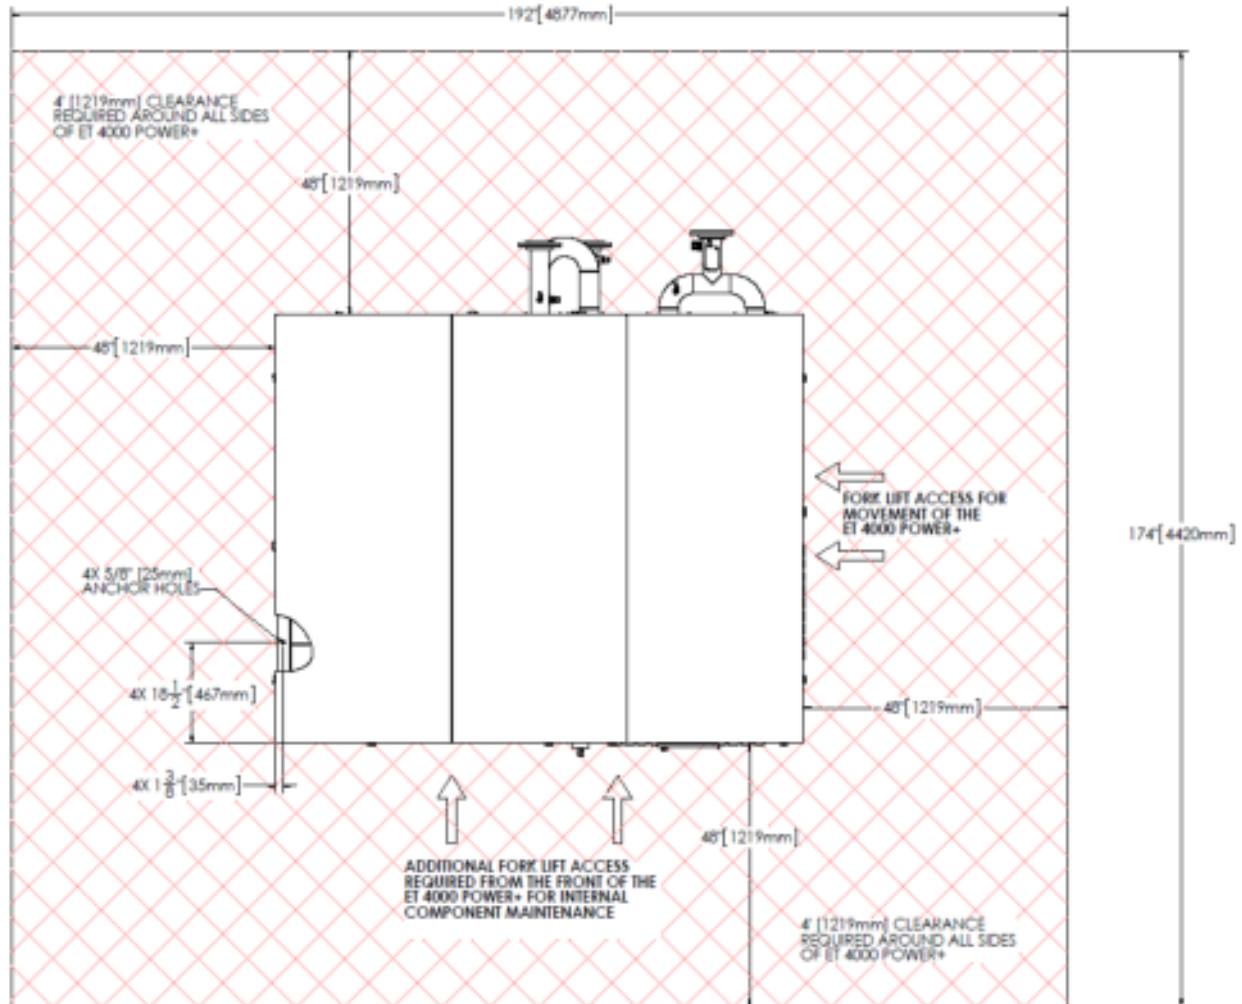 192"[4877mm]
4' [1219mm] CLEARANCE
REQUIRED AROUND ALL SIDES
OF ET 4000 POWER+
48"[1219mm]
48"[1219mm]
FORK LIFT ACCESS FOR
MOVEMENT OF THE
ET 4000 POWER+
174"[4420mm]
4X 5/8" [25mm]
ANCHOR HOLES
4X 18 1/2"[467mm]
48"[1219mm]
4X 1 3/8"[35mm]
48"[1219mm]
ADDITIONAL FORK LIFT ACCESS
REQUIRED FROM THE FRONT OF THE
ET 4000 POWER+ FOR INTERNAL
COMPONENT MAINTENANCE
4' [1219mm] CLEARANCE
REQUIRED AROUND ALL SIDES
OF ET 4000 POWER+